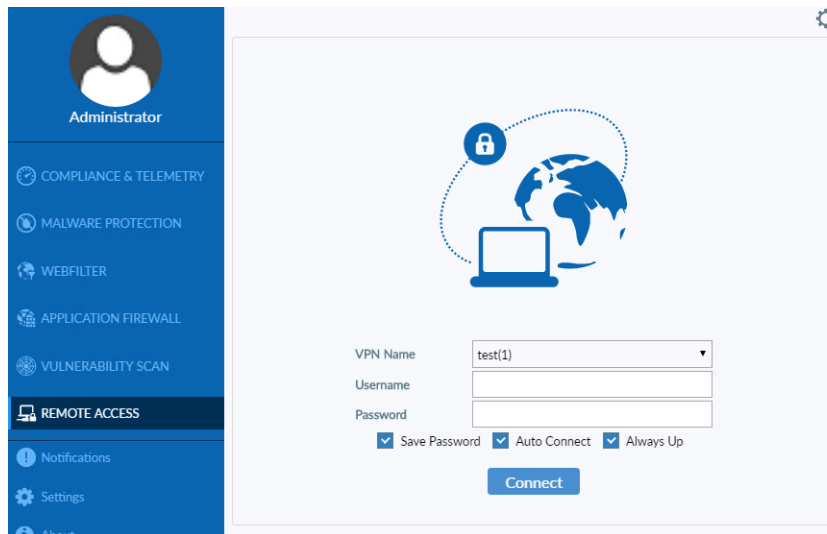 Administrator
COMPLIANCE & TELEMETRY
MALWARE PROTECTION
WEBFILTER
APPLICATION FIREWALL
VULNERABILITY SCAN
REMOTE ACCESS
Notifications
Settings
About
VPN Name
test(1)
Username
Password
Save Password Auto Connect Always Up
Connect